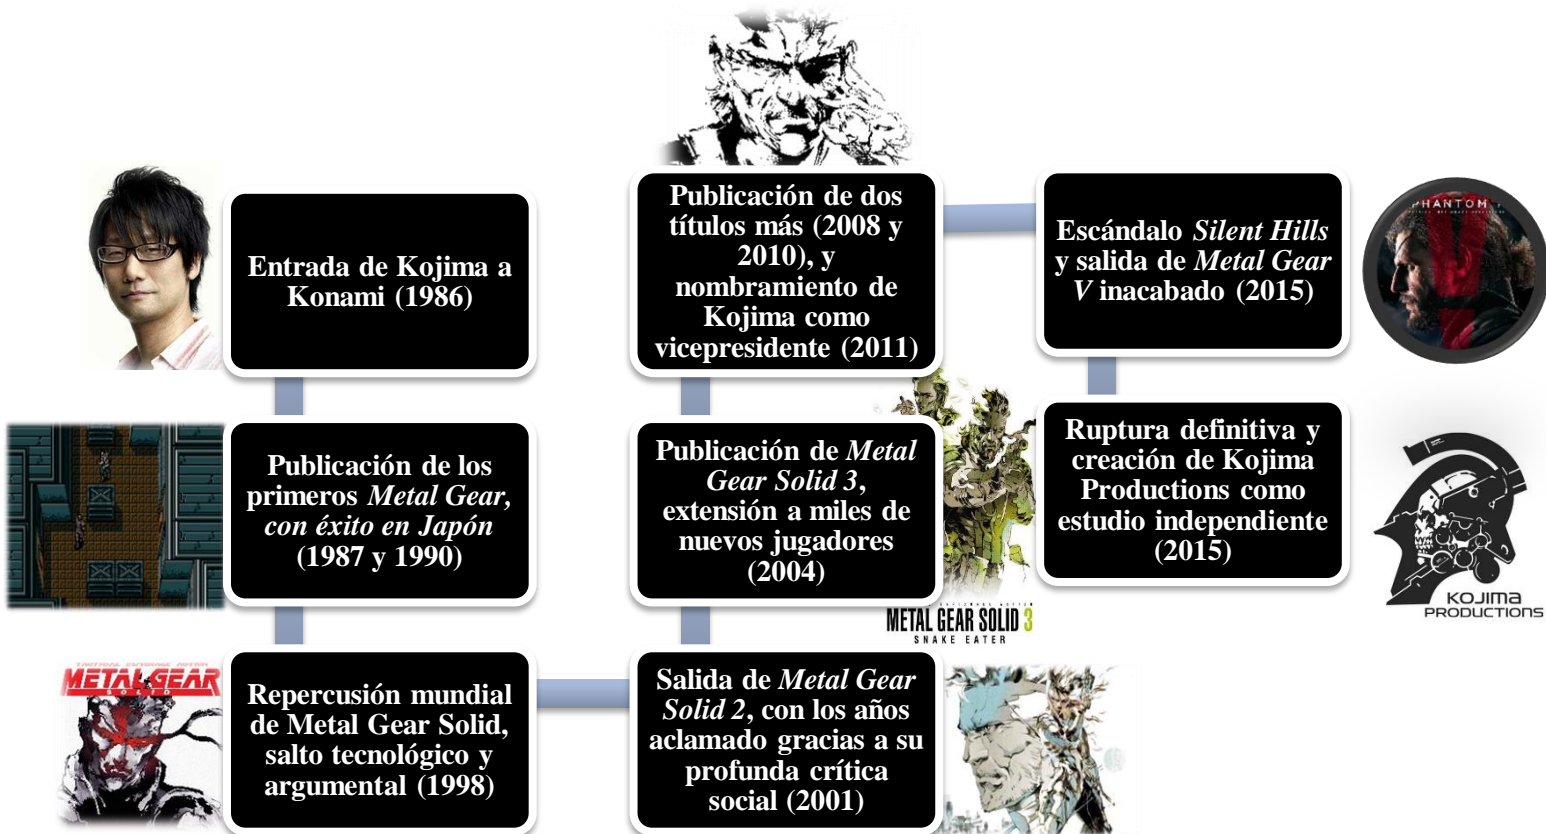 Entrada de Kojima a
Konami (1986)
Publicación de los
primeros Metal Gear,
con éxito en Japón
(1987 y 1990)
METAL GEAR
SOLID
Repercusión mundial
de Metal Gear Solid,
salto tecnológico y
argumental (1998)
Salida de Metal Gear
Solid 2, con los años
aclamado gracias a su
profunda crítica
social (2001)
Publicación de Metal
Gear Solid 3,
extensión a miles de
nuevos jugadores
(2004)
METAL GEAR SOLID 3
SNAKE EATER
Publicación de dos
títulos más (2008 y
2010), y
nombramiento de
Kojima como
vicepresidente (2011)
Escándalo Silent Hills
y salida de Metal Gear
V inacabado (2015)
PHANTOM
Ruptura definitiva y
creación de Kojima
Productions como
estudio independiente
(2015)
KOJIMA
PRODUCTIONS